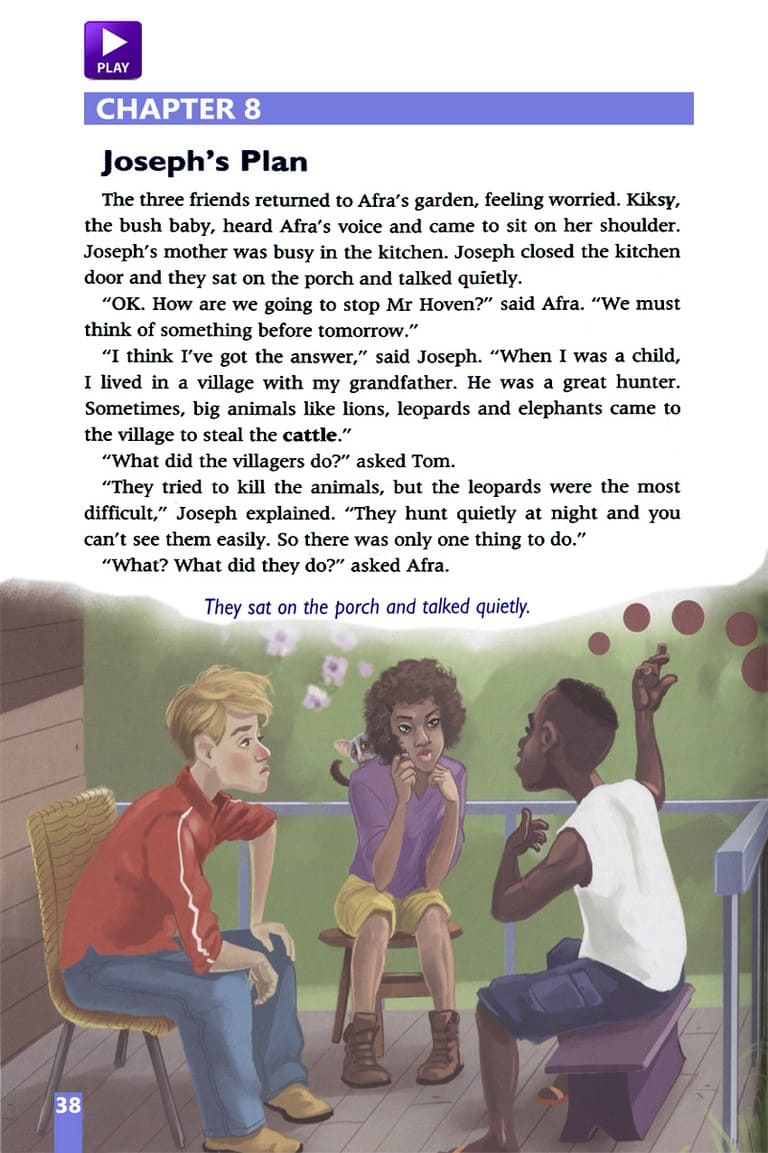 PLAY
CHAPTER 8
Joseph's Plan
The three friends returned to Afra's garden, feeling worried. Kiksy,
the bush baby, heard Afra's voice and came to sit on her shoulder.
Joseph's mother was busy in the kitchen. Joseph closed the kitchen
door and they sat on the porch and talked quietly.
"OK. How are we going to stop Mr Hoven?" said Afra. "We must
think of something before tomorrow."
"I think I've got the answer," said Joseph. "When I was a child,
I lived in a village with my grandfather. He was a great hunter.
Sometimes, big animals like lions, leopards and elephants came to
the village to steal the cattle."
"What did the villagers do?" asked Tom.
"They tried to kill the animals, but the leopards were the most
difficult," Joseph explained. "They hunt quietly at night and you
can't see them easily. So there was only one thing to do."
"What? What did they do?" asked Afra.
They sat on the porch and talked quietly.
38